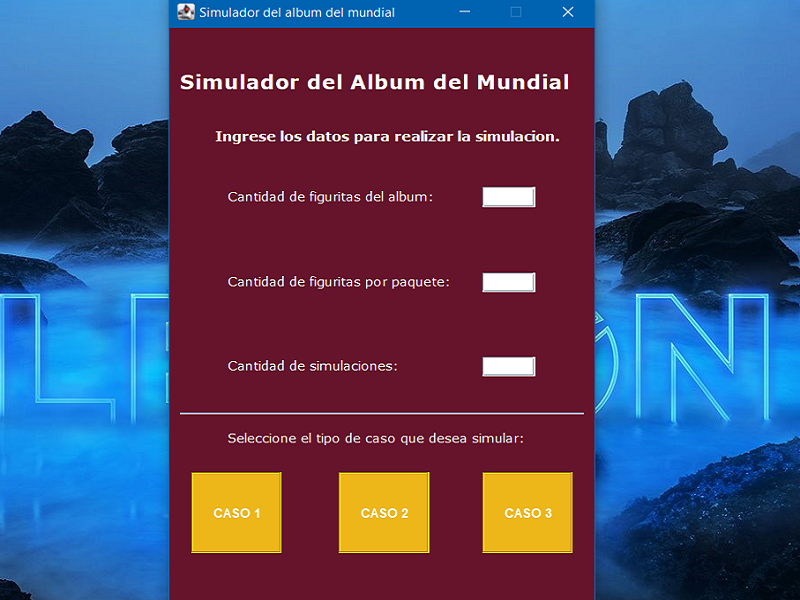 Simulador del album del mundial
Simulador del Album del Mundial
Ingrese los datos para realizar la simulacion.
Cantidad de figuritas del album:
Cantidad de figuritas por paquete:
Cantidad de simulaciones:
Seleccione el tipo de caso que desea simular:
CASO 1
CASO 2
CASO 3